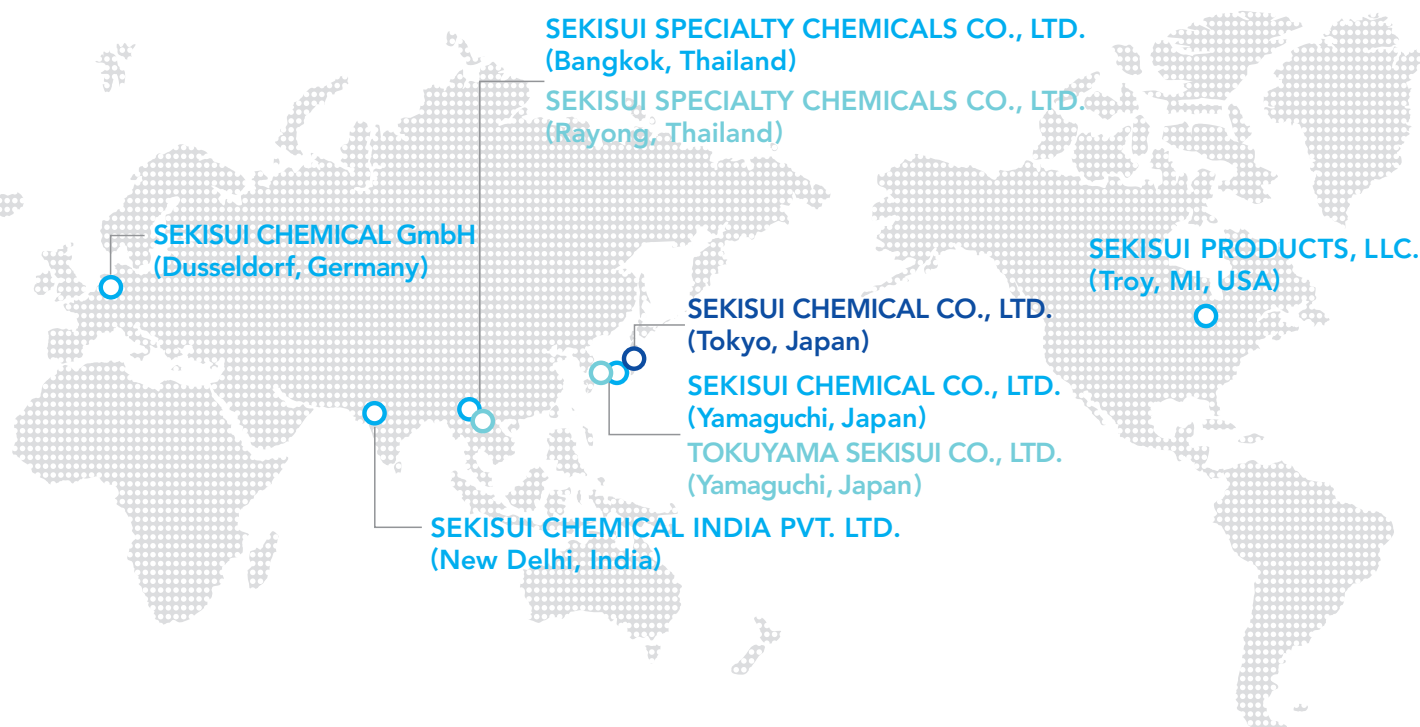 SEKISUI SPECIALTY CHEMICALS CO., LTD.
(Bangkok, Thailand)
SEKISUI SPECIALTY CHEMICALS CO., LTD.
(Rayong, Thailand)
SEKISUI CHEMICAL GmbH
(Dusseldorf, Germany)
SEKISUI PRODUCTS, LLC.
(Troy, MI, USA)
SEKISUI CHEMICAL CO., LTD.
(Tokyo, Japan)
SEKISUI CHEMICAL CO., LTD.
(Yamaguchi, Japan)
TOKUYAMA SEKISUI CO., LTD.
(Yamaguchi, Japan)
SEKISUI CHEMICAL INDIA PVT. LTD.
(New Delhi, India)